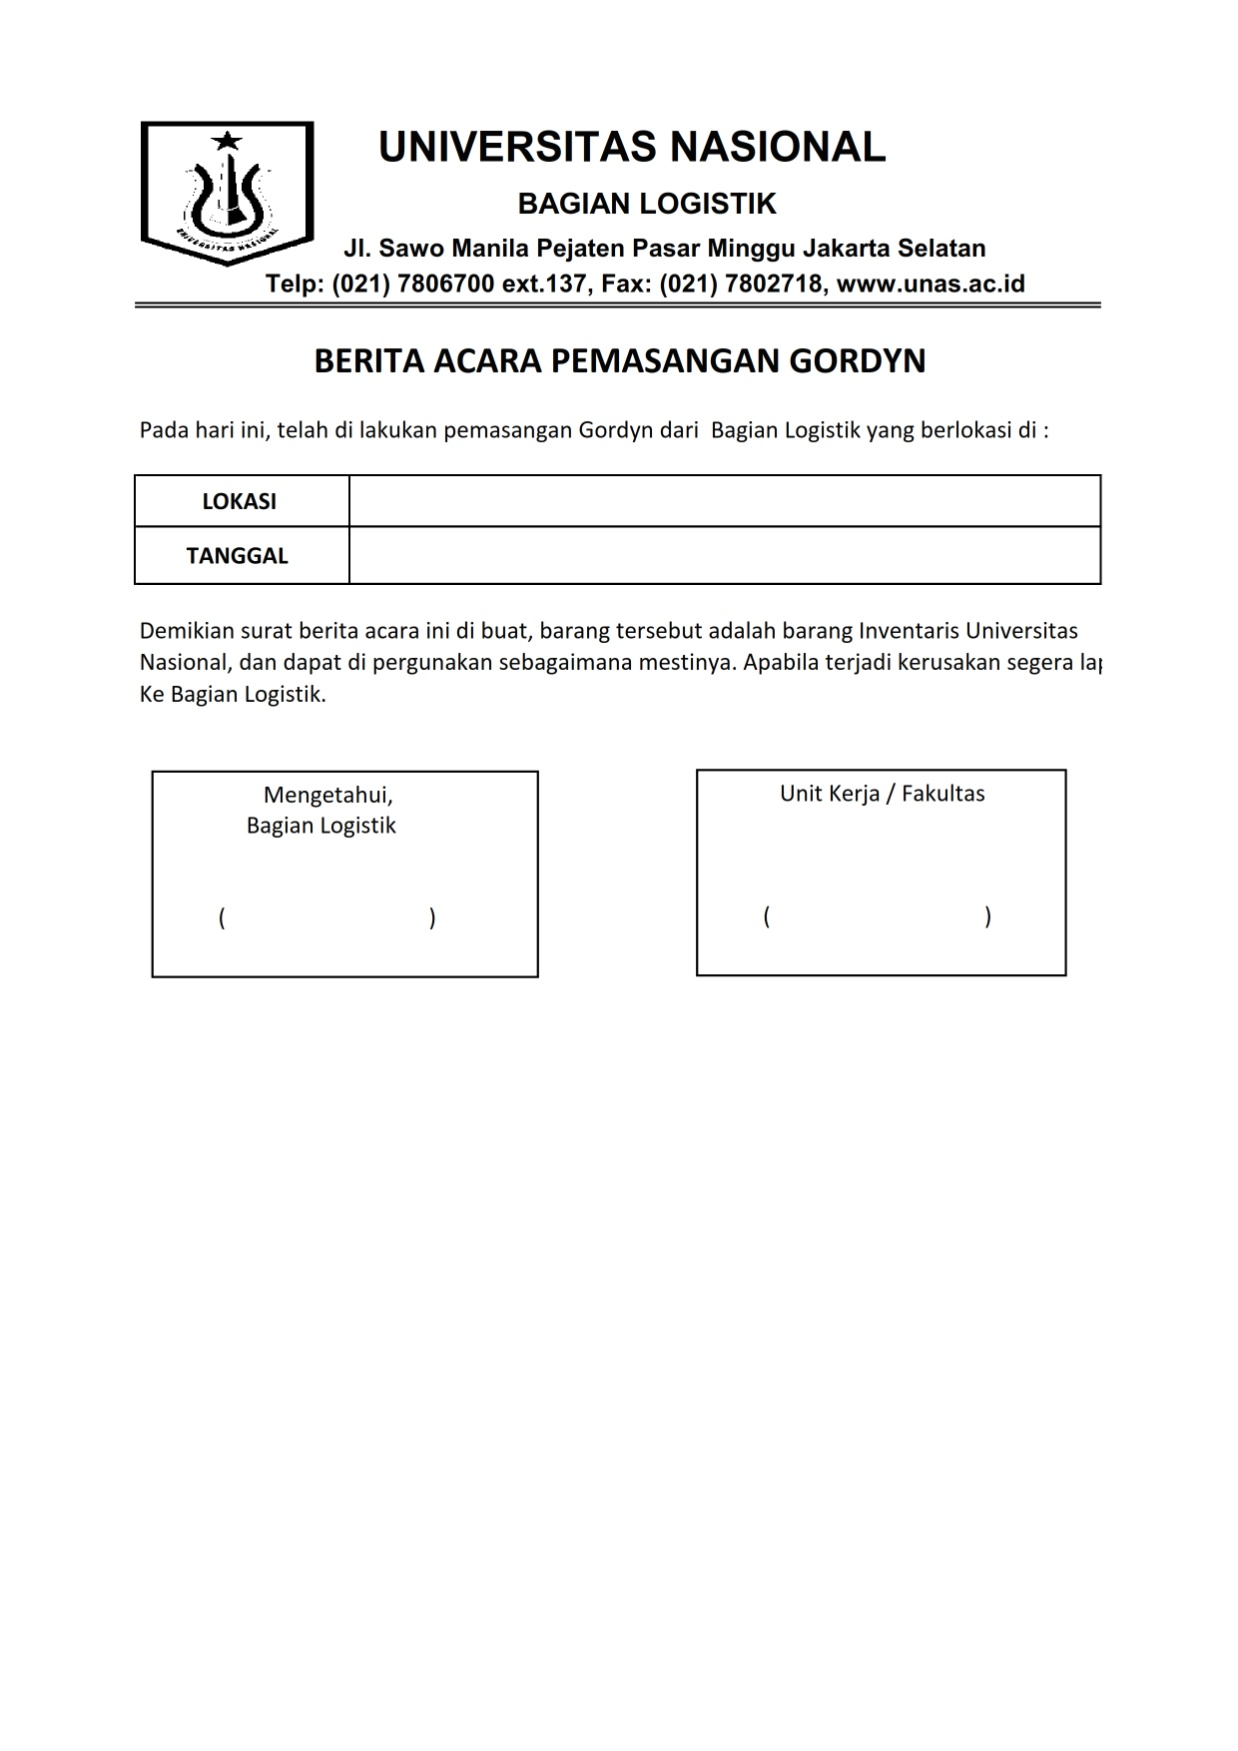 UNIVERSITAS NASIONAL
BAGIAN LOGISTIK
Jl. Sawo Manila Pejaten Pasar Minggu Jakarta Selatan
Telp: (021) 7806700 ext.137, Fax: (021) 7802718, www.unas.ac.id
UNIVERSITAS NASIONAL
BERITA ACARA PEMASANGAN GORDYN
Pada hari ini, telah di lakukan pemasangan Gordyn dari  Bagian Logistik yang berlokasi di :
LOKASI
TANGGAL
Demikian surat berita acara ini di buat, barang tersebut adalah barang Inventaris Universitas
Nasional, dan dapat di pergunakan sebagaimana mestinya. Apabila terjadi kerusakan segera
Ke Bagian Logistik.
Mengetahui,
Bagian Logistik
( )
Unit Kerja / Fakultas
( )